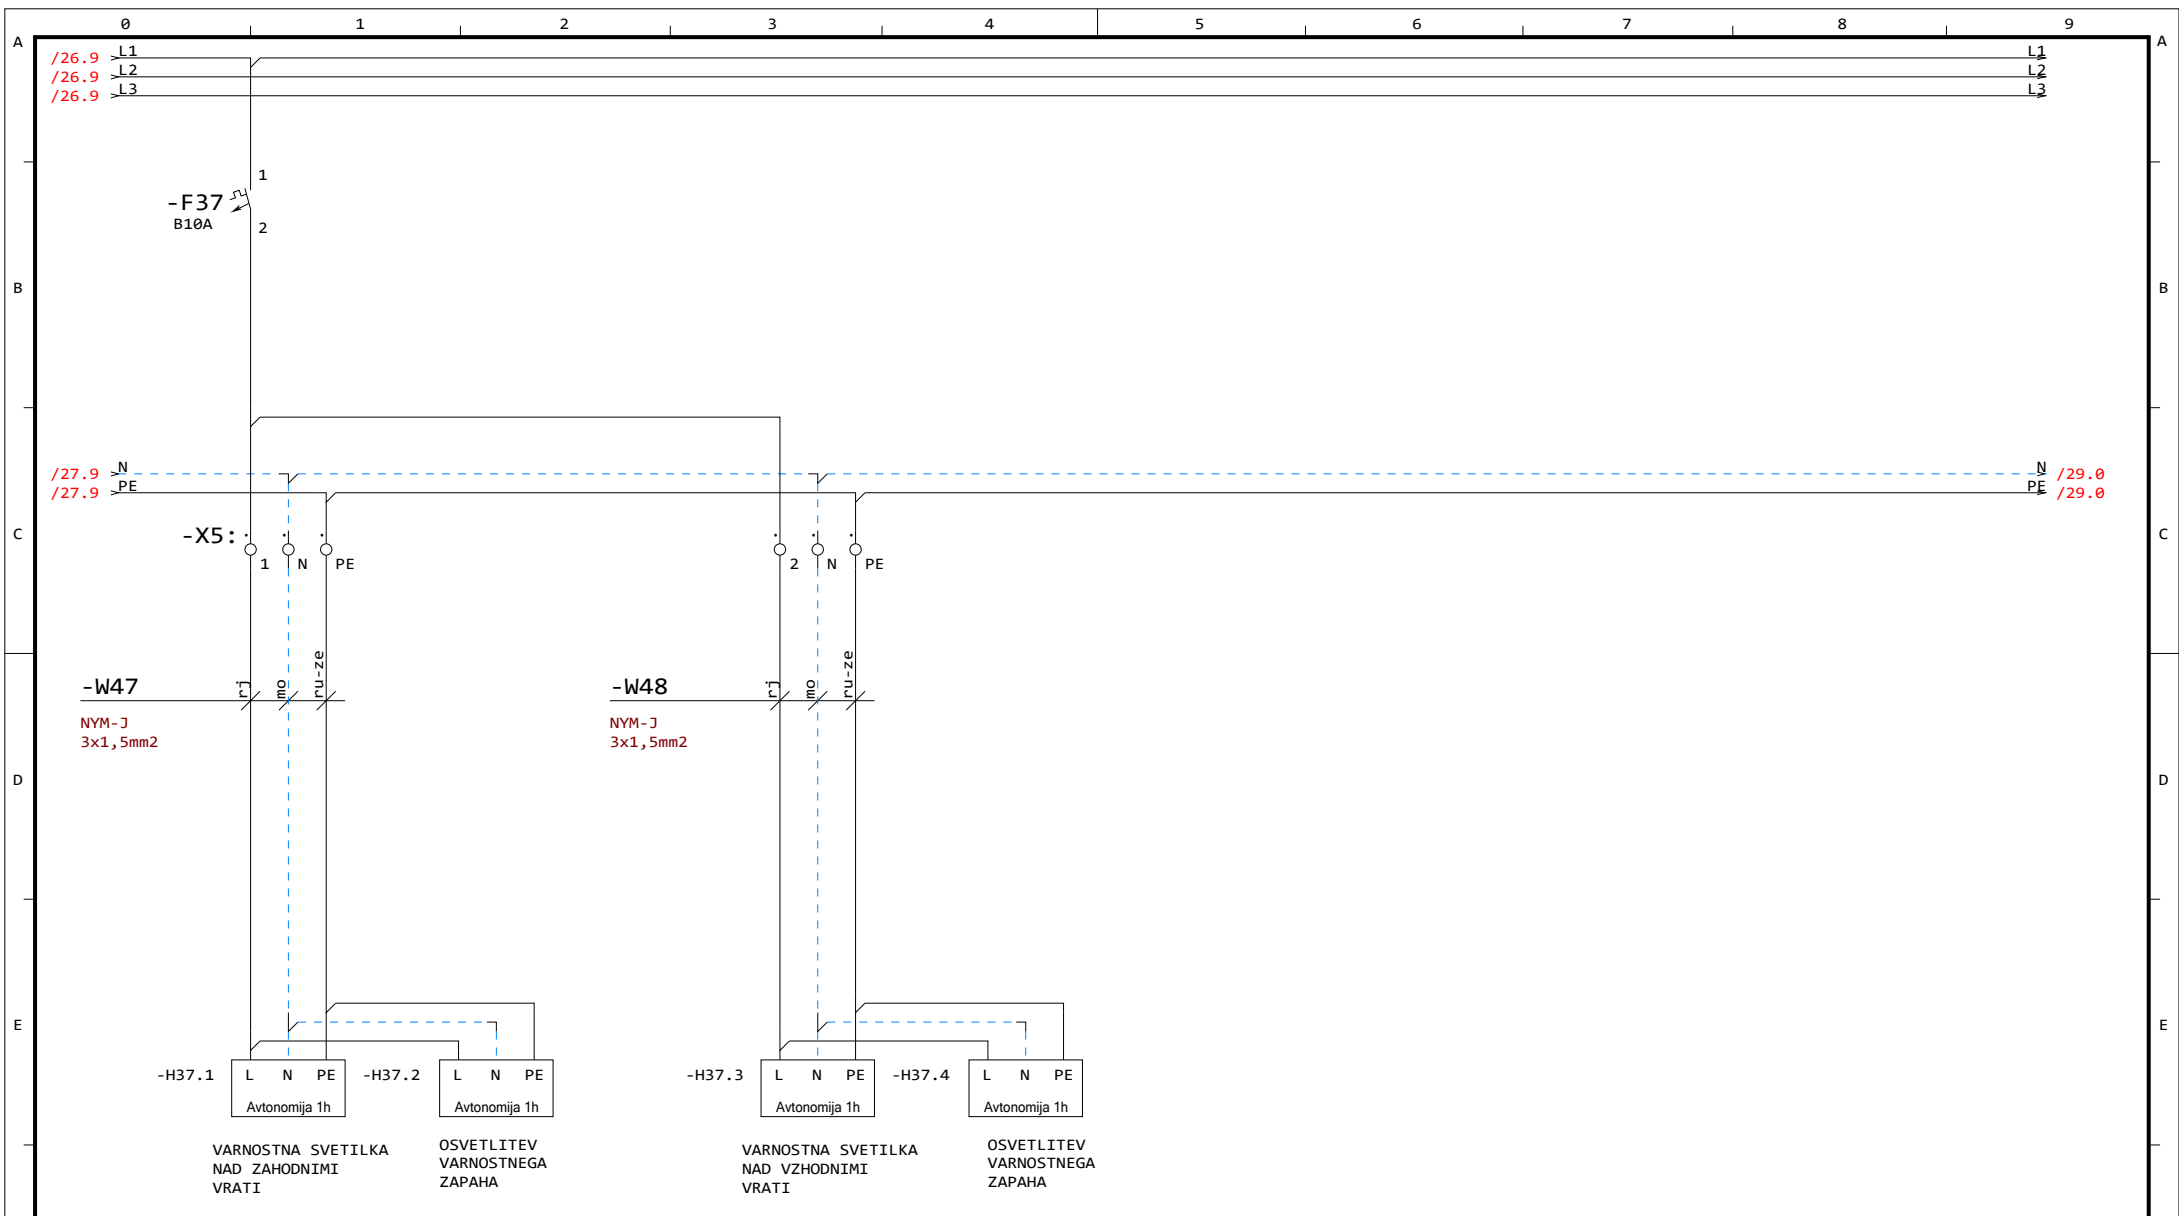 0 1 2 3 4 5 6 7 8 9
A A
/26.9 L1 L1
/26.9 L2 L2
/26.9 L3 L3
1
-F37
B10A
2
B B
/27.9 N N /29.0
/27.9 PE PE /29.0
C -X5: C
1 N PE 2 N PE
rj mo ru-ze rj mo ru-ze
-W47 -W48
NYM-J NYM-J
3x1,5mm2 3x1,5mm2
D D
E E
-H37.1 L N PE -H37.2 L N PE -H37.3 L N PE -H37.4 L N PE
Avtonomija 1h Avtonomija 1h Avtonomija 1h Avtonomija 1h
VARNOSTNA SVETILKA
NAD ZAHODNIMI
VRATI
OSVETLITEV
VARNOSTNEGA
ZAPAHA
VARNOSTNA SVETILKA
NAD VZHODNIMI
VRATI
OSVETLITEV
VARNOSTNEGA
ZAPAHA